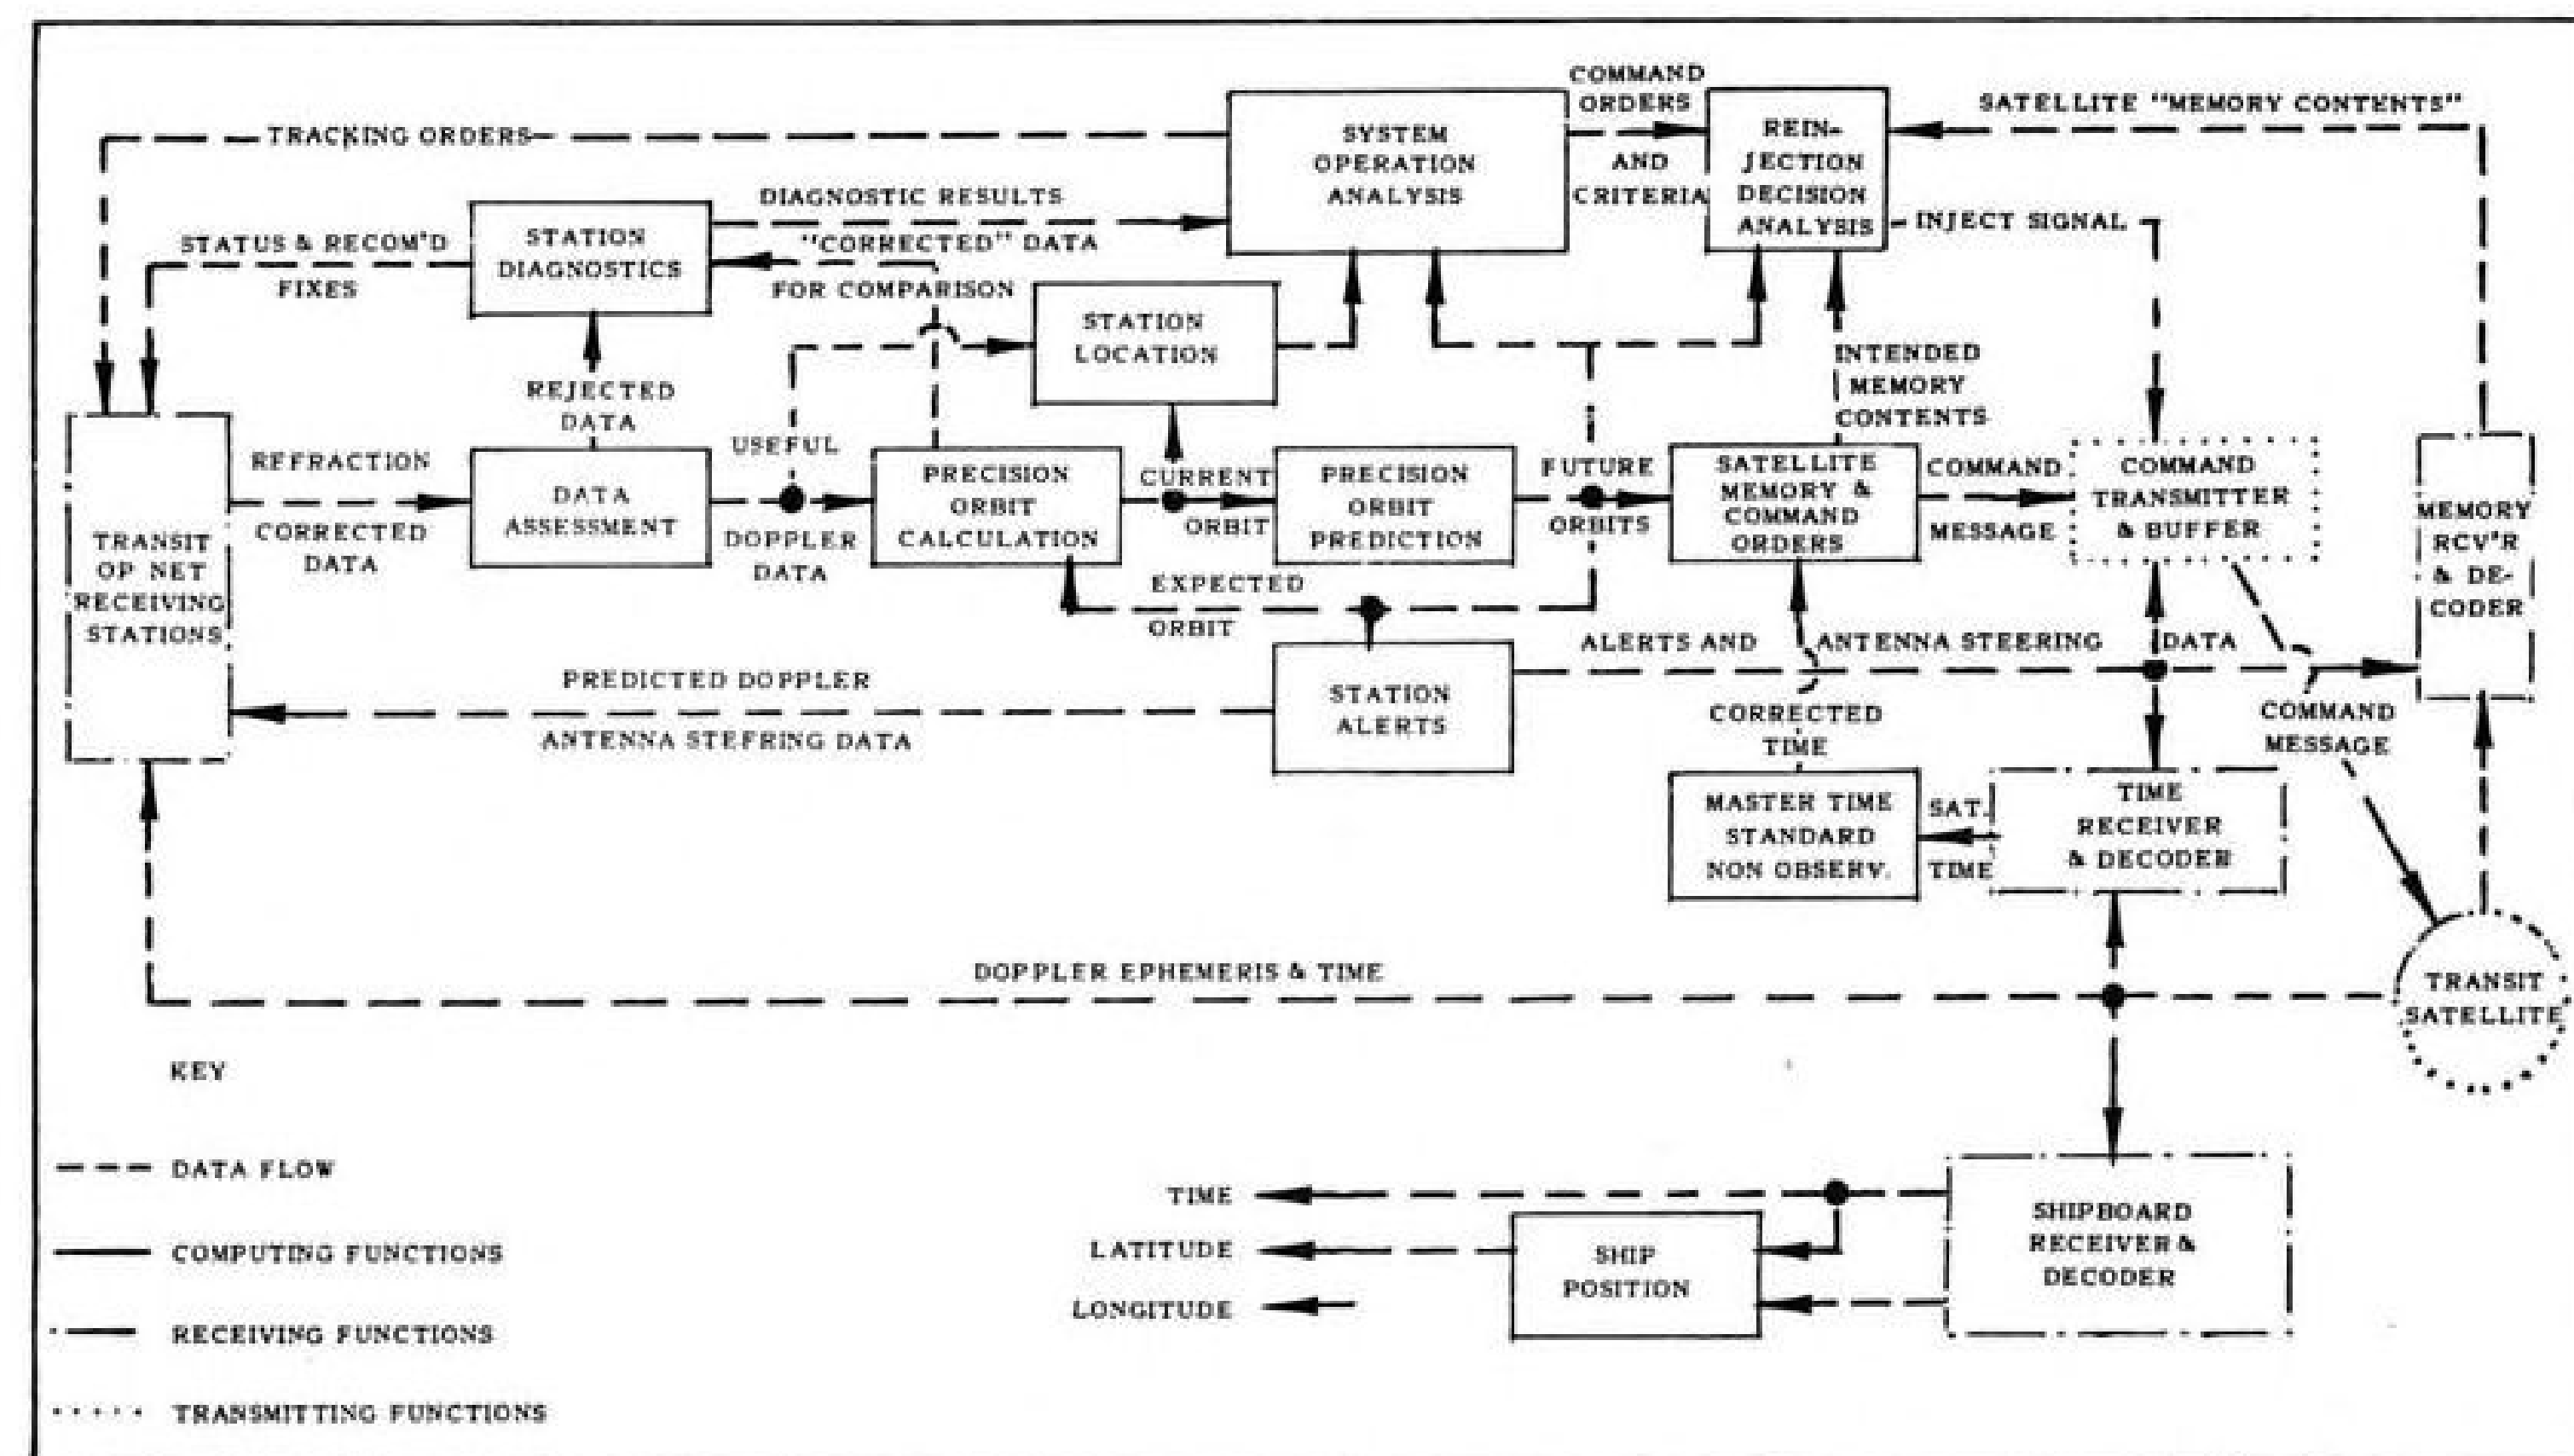 COMMAND
ORDERS
AND
CRITERIA
SATELLITE "MEMORY CONTENTS"
TRACKING ORDERS
SYSTEM
OPERATION
ANALYSIS
REIN-
JECTION
DECISION
ANALYSIS
INJECT SIGNAL
DIAGNOSTIC RESULTS
"CORRECTED" DATA
FOR COMPARISON
STATUS & RECOM'D
FIXES
STATION
DIAGNOSTICS
STATION
LOCATION
REJECTED
DATA
INTENDED
MEMORY
CONTENTS
TRANSIT
OP NET
RECEIVING
STATIONS
REFRACTION
CORRECTED
DATA
DATA
ASSESSMENT
USEFUL
DOPPLER
DATA
PRECISION
ORBIT
CALCULATION
CURRENT
ORBIT
PRECISION
ORBIT
PREDICTION
FUTURE
ORBITS
SATELLITE
MEMORY &
COMMAND
ORDERS
COMMAND
MESSAGE
COMMAND
TRANSMITTER
& BUFFER
MEMORY
RCV'R
& DE-
CODER
EXPECTED
ORBIT
PREDICTED DOPPLER
ANTENNA STEERING DATA
STATION
ALERTS
ALERTS AND ANTENNA STEERING DATA
CORRECTED
TIME
COMMAND
MESSAGE
MASTER TIME
STANDARD
NON OBSERV.
SAT.
TIME
TIME
RECEIVER
& DECODER
DOPPLER EPHEMERIS & TIME
TRANSIT
SATELLITE
KEY
DATA FLOW
COMPUTING FUNCTIONS
RECEIVING FUNCTIONS
TRANSMITTING FUNCTIONS
TIME
LATITUDE
LONGITUDE
SHIP
POSITION
SHIPBOARD
RECEIVER &
DECODER